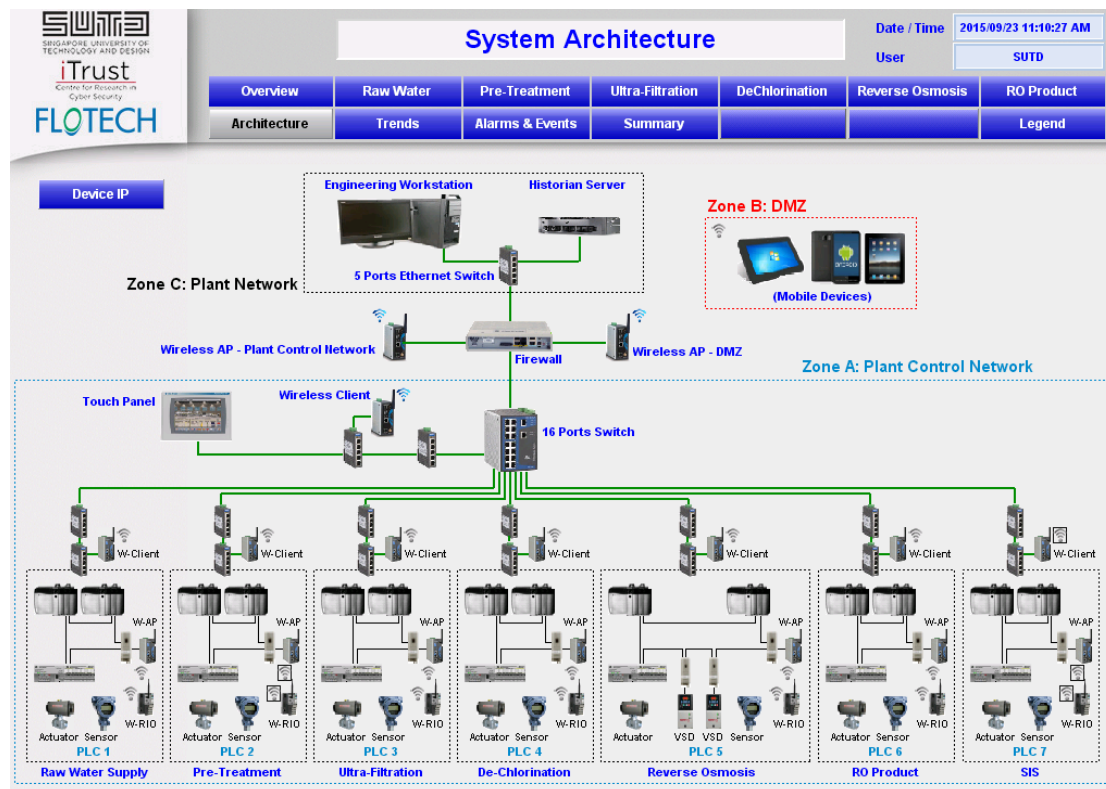 SUTD
SINGAPORE UNIVERSITY OF
TECHNOLOGY AND DESIGN
iTrust
Centre for Research in
Cyber Security
FLOTECH
System Architecture
Date / Time 2015/09/23 11:10:27 AM
User SUTD
Overview Raw Water Pre-Treatment Ultra-Filtration DeChlorination Reverse Osmosis RO Product
Architecture Trends Alarms & Events Summary Legend
Device IP
Engineering Workstation Historian Server
Zone B: DMZ
ANDROID
5 Ports Ethernet Switch
Zone C: Plant Network
(Mobile Devices)
Wireless AP - Plant Control Network
Firewall
Wireless AP - DMZ
Zone A: Plant Control Network
Touch Panel
Wireless Client
16 Ports Switch
W-Client W-Client W-Client W-Client W-Client W-Client W-Client
W-AP W-AP W-AP W-AP W-AP W-AP W-AP
W-RIO W-RIO W-RIO W-RIO W-RIO W-RIO W-RIO
Actuator Sensor Actuator Sensor Actuator Sensor Actuator Sensor Actuator VSD VSD Sensor Actuator Sensor Actuator Sensor
PLC 1 PLC 2 PLC 3 PLC 4 PLC 5 PLC 6 PLC 7
Raw Water Supply Pre-Treatment Ultra-Filtration De-Chlorination Reverse Osmosis RO Product SIS